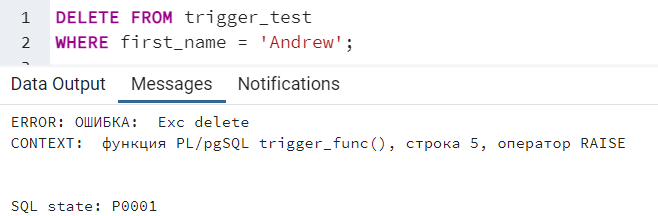 1 DELETE FROM trigger_test
2 WHERE first_name = 'Andrew';
Data Output Messages Notifications
ERROR: ОШИБКА:  Exc delete
CONTEXT:  функция PL/pgSQL trigger_func(), строка 5, оператор RAISE
SQL state: P0001